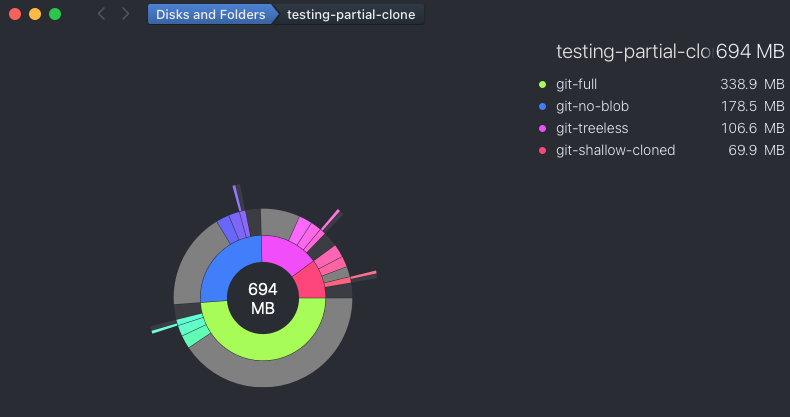 Disks and Folders testing-partial-clone
testing-partial-clo 694 MB
git-full 338.9 MB
git-no-blob 178.5 MB
git-treeless 106.6 MB
git-shallow-cloned 69.9 MB
694
MB